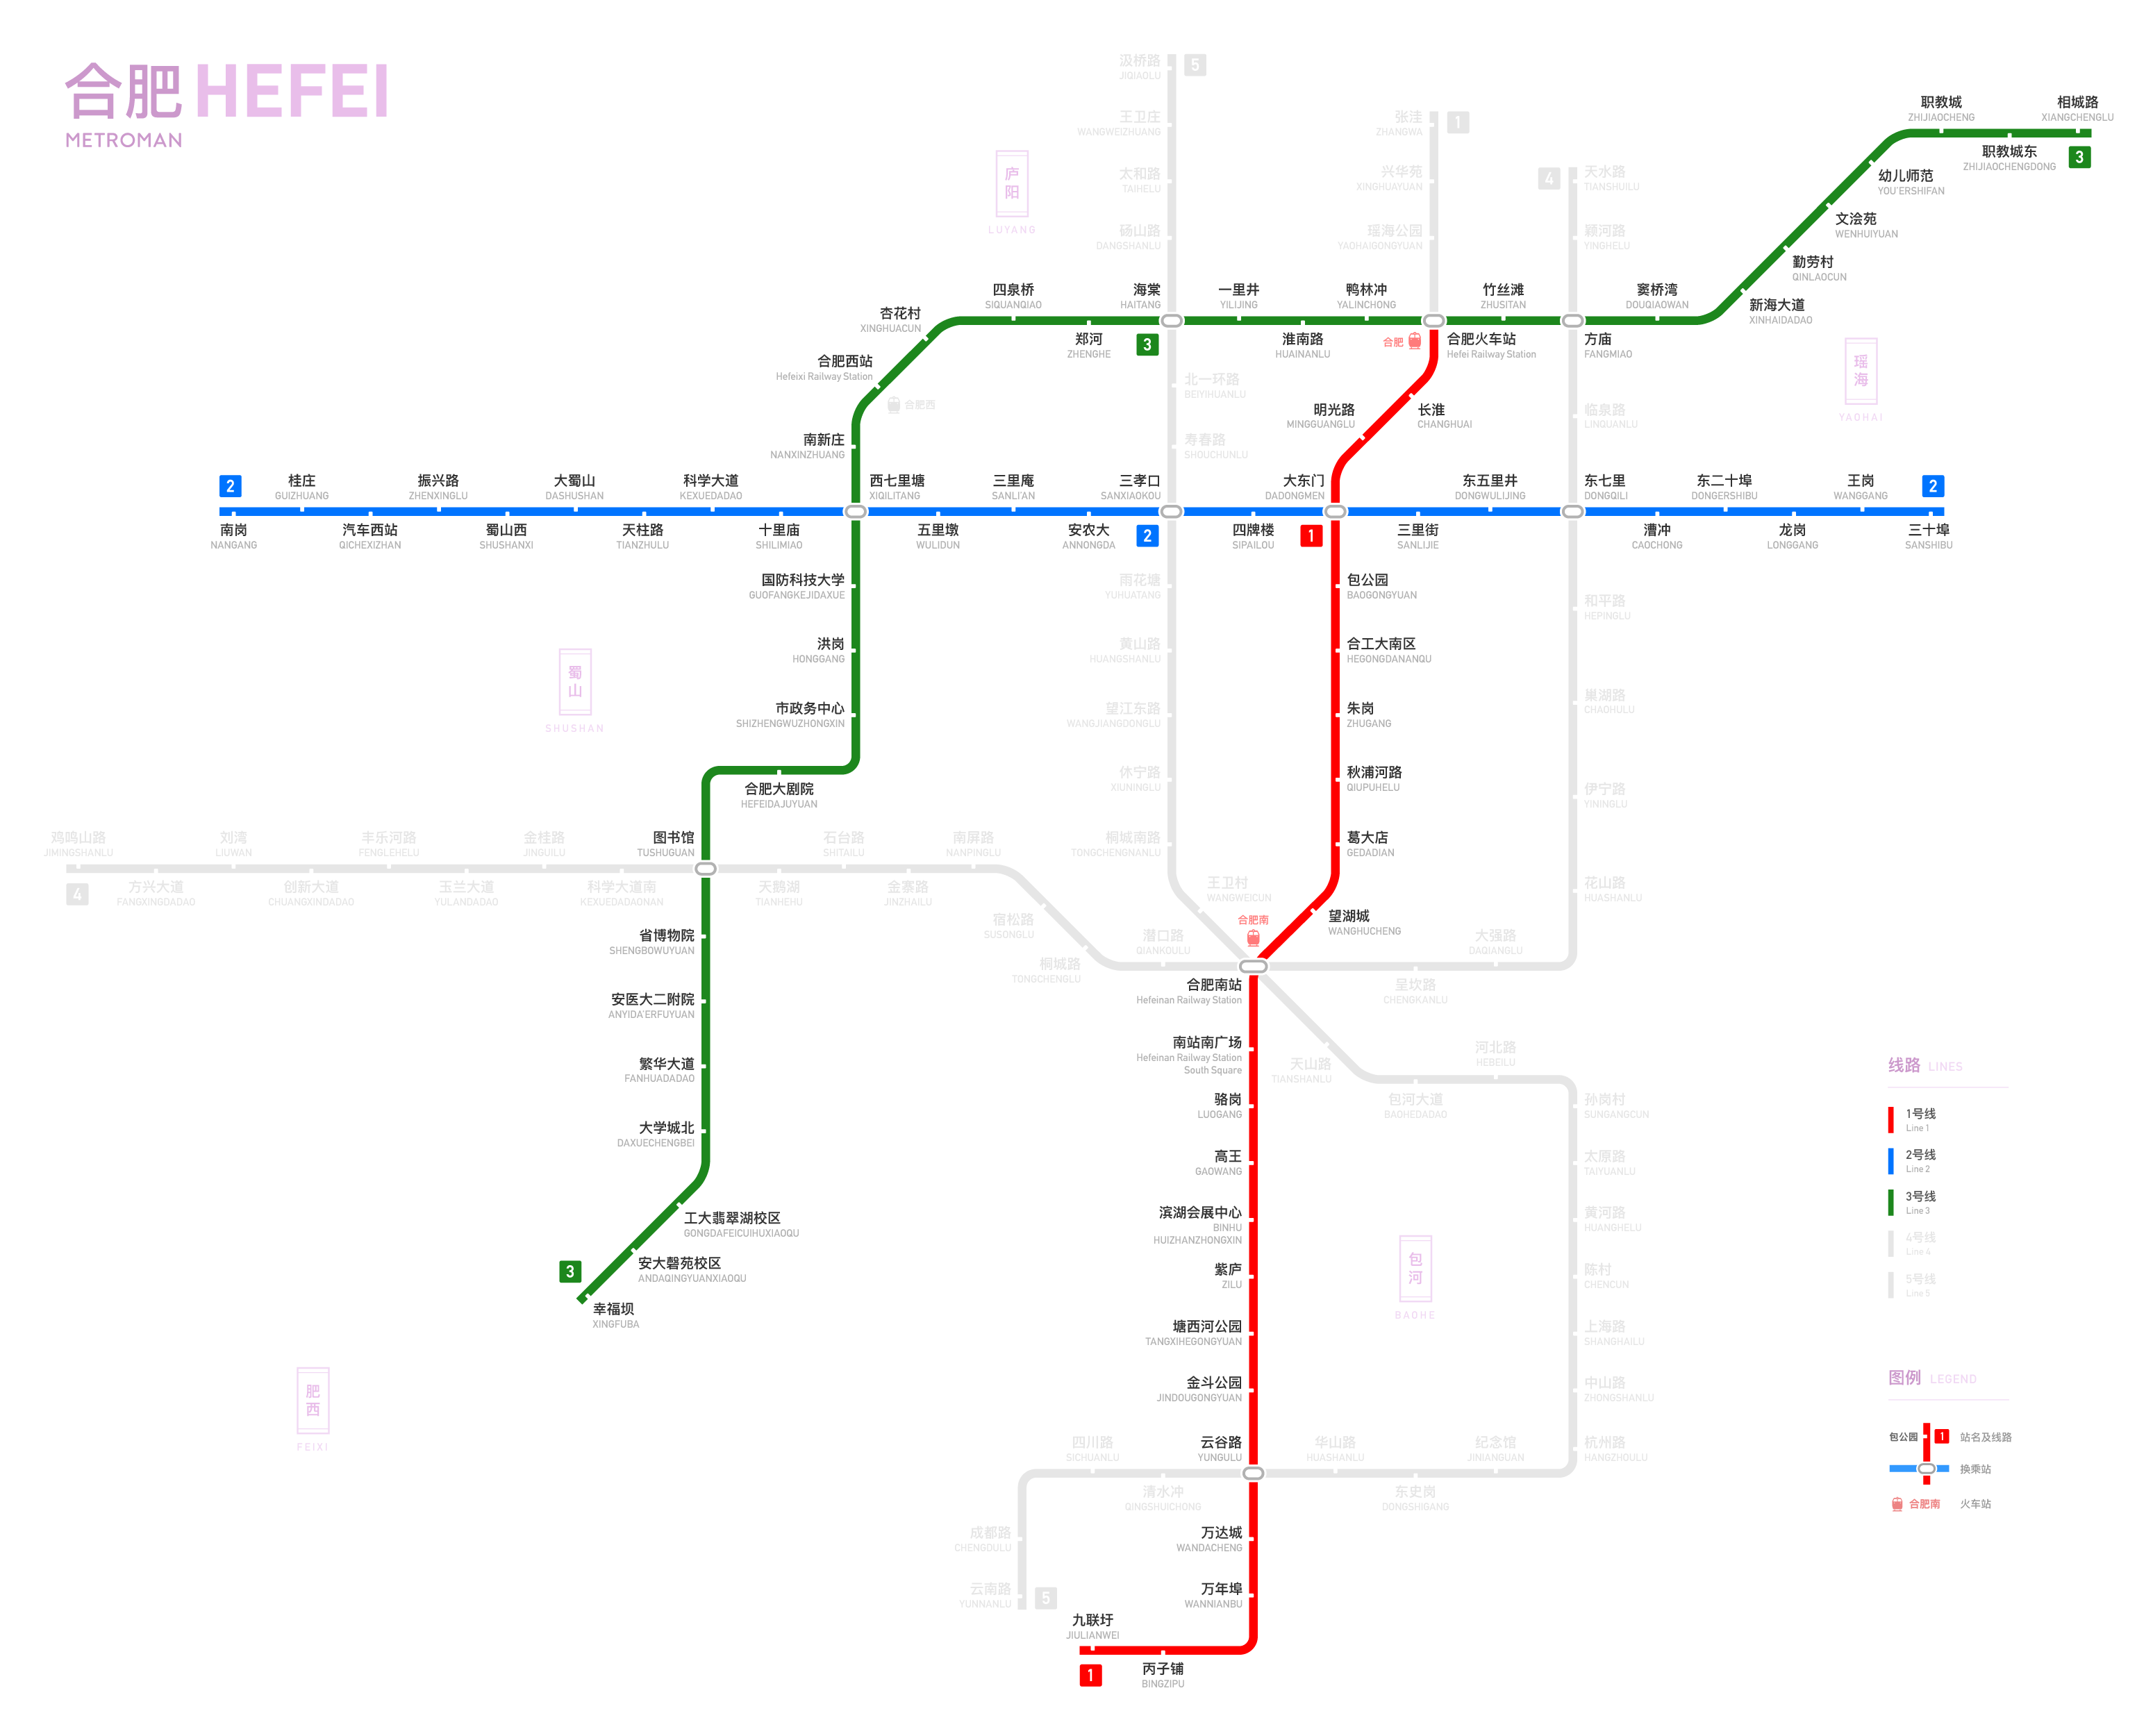 合肥 HEFEI
METROMAN
汲桥路
JIQIAOLU
5
王卫庄
WANGWEIZHUANG
太和路
TAIHELU
砀山路
DANGSHANLU
张洼
ZHANGWA
1
兴华苑
XINGHUAYUAN
瑶海公园
YAOHAIGONGYUAN
4
天水路
TIANSHUILU
颍河路
YINGHELU
职教城
ZHIJIAOCHENG
相城路
XIANGCHENGLU
职教城东
ZHIJIAOCHENGDONG
3
幼儿师范
YOU'ERSHIFAN
文浍苑
WENHUIYUAN
勤劳村
QINLAOCUN
新海大道
XINHAIDADAO
庐阳
LUYANG
瑶海
YAOHAI
四泉桥
SIQUANQIAO
海棠
HAITANG
一里井
YILIJING
鸭林冲
YALINCHONG
竹丝滩
ZHUSITAN
窦桥湾
DOUQIAOWAN
杏花村
XINGHUACUN
郑河
ZHENGHE
3
淮南路
HUAINANLU
合肥
合肥火车站
Hefei Railway Station
方庙
FANGMIAO
合肥西站
Hefeixi Railway Station
合肥西
北一环路
BEIYIHUANLU
寿春路
SHOUCHUNLU
明光路
MINGGUANGLU
长淮
CHANGHUAI
临泉路
LINQUANLU
南新庄
NANXINZHUANG
2
桂庄
GUIZHUANG
振兴路
ZHENXINGLU
大蜀山
DASHUSHAN
科学大道
KEXUEDADAO
西七里塘
XIQILITANG
三里庵
SANLI'AN
三孝口
SANXIAOKOU
大东门
DADONGMEN
东五里井
DONGWULIJING
东七里
DONGQILI
东二十埠
DONGERSHIBU
王岗
WANGGANG
2
南岗
NANGANG
汽车西站
QICHEXIZHAN
蜀山西
SHUSHANXI
天柱路
TIANZHULU
十里庙
SHILIMIAO
五里墩
WULIDUN
安农大
ANNONGDA
2
四牌楼
SIPAILOU
1
三里街
SANLIJIE
漕冲
CAOCHONG
龙岗
LONGGANG
三十埠
SANSHIBU
国防科技大学
GUOFANGKEJIDAXUE
洪岗
HONGGANG
市政务中心
SHIZHENGWUZHONGXIN
合肥大剧院
HEFEIDAJUYUAN
蜀山
SHUSHAN
雨花塘
YUHUATANG
黄山路
HUANGSHANLU
望江东路
WANGJIANGDONGLU
休宁路
XIUNINGLU
桐城南路
TONGCHENGNANLU
王卫村
WANGWEICUN
包公园
BAOGONGYUAN
合工大南区
HEGONGDANANQU
朱岗
ZHUGANG
秋浦河路
QIUPUHELU
葛大店
GEDADIAN
望湖城
WANGHUCHENG
和平路
HEPINGLU
巢湖路
CHAOHULU
伊宁路
YININGLU
花山路
HUASHANLU
鸡鸣山路
JIMINGSHANLU
刘湾
LIUWAN
丰乐河路
FENGLEHELU
金桂路
JINGUILU
图书馆
TUSHUGUAN
石台路
SHITAILU
南屏路
NANPINGLU
4
方兴大道
FANGXINGDADAO
创新大道
CHUANGXINDADAO
玉兰大道
YULANDADAO
科学大道南
KEXUEDADAONAN
天鹅湖
TIANHEHU
金寨路
JINZHAILU
宿松路
SUSONGLU
桐城路
TONGCHENGLU
潜口路
QIANKOULU
合肥南
大强路
DAQIANGLU
呈坎路
CHENGKANLU
合肥南站
Hefeinan Railway Station
省博物院
SHENGBOWUYUAN
安医大二附院
ANYIDA'ERFUYUAN
繁华大道
FANHUADADAO
大学城北
DAXUECHENGBEI
工大翡翠湖校区
GONGDAFEICUIHUXIAOQU
安大磬苑校区
ANDAQINGYUANXIAOQU
3
幸福坝
XINGFUBA
肥西
FEIXI
南站南广场
Hefeinan Railway Station
South Square
骆岗
LUOGANG
高王
GAOWANG
滨湖会展中心
BINHU
HUIZHANZHONGXIN
紫庐
ZILU
塘西河公园
TANGXIHEGONGYUAN
金斗公园
JINDOUGONGYUAN
云谷路
YUNGULU
天山路
TIANSHANLU
河北路
HEBEILU
包河大道
BAOHEDADAO
孙岗村
SUNGANGCUN
太原路
TAIYUANLU
黄河路
HUANGHELU
陈村
CHENCUN
上海路
SHANGHAILU
中山路
ZHONGSHANLU
杭州路
HANGZHOULU
包河
BAOHE
四川路
SICHUANLU
清水冲
QINGSHUICHONG
华山路
HUASHANLU
东史岗
DONGSHIGANG
纪念馆
JINIANGUAN
成都路
CHENGDULU
云南路
YUNNANLU
5
万达城
WANDACHENG
万年埠
WANNIANBU
九联圩
JIULIANWEI
1
丙子铺
BINGZIPU
线路 LINES
1号线
Line 1
2号线
Line 2
3号线
Line 3
4号线
Line 4
5号线
Line 5
图例 LEGEND
包公园 1 站名及线路
换乘站
合肥南 火车站